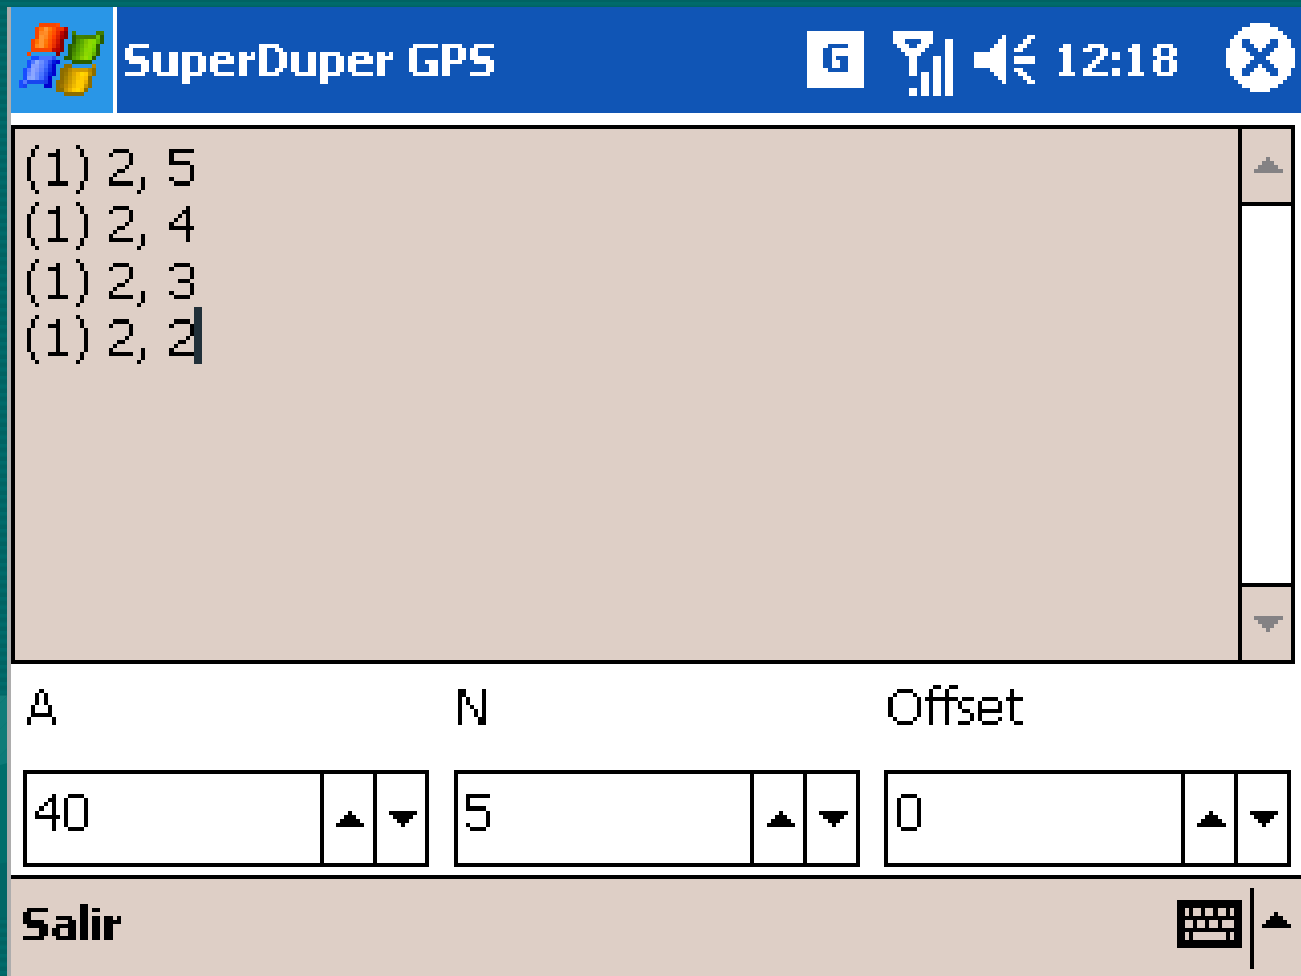 SuperDuper GPS G 12:18
(1) 2, 5
(1) 2, 4
(1) 2, 3
(1) 2, 2
A N Offset
40 5 0
Salir